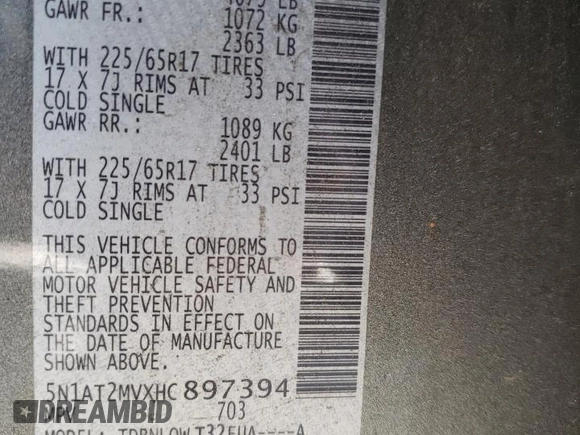 GAWR FR.: 1072 KG
2363 LB
WITH 225/65R17 TIRES
17 X 7J RIMS AT 33 PSI
COLD SINGLE
GAWR RR.: 1089 KG
2401 LB
WITH 225/65R17 TIRES
17 X 7J RIMS AT 33 PSI
COLD SINGLE
THIS VEHICLE CONFORMS TO
ALL APPLICABLE FEDERAL
MOTOR VEHICLE SAFETY AND
THEFT PREVENTION
STANDARDS IN EFFECT ON
THE DATE OF MANUFACTURE
SHOWN ABOVE.
5N1AT2MVXHC897394
MPV 703
DAMAGEDCARS
MODEL: